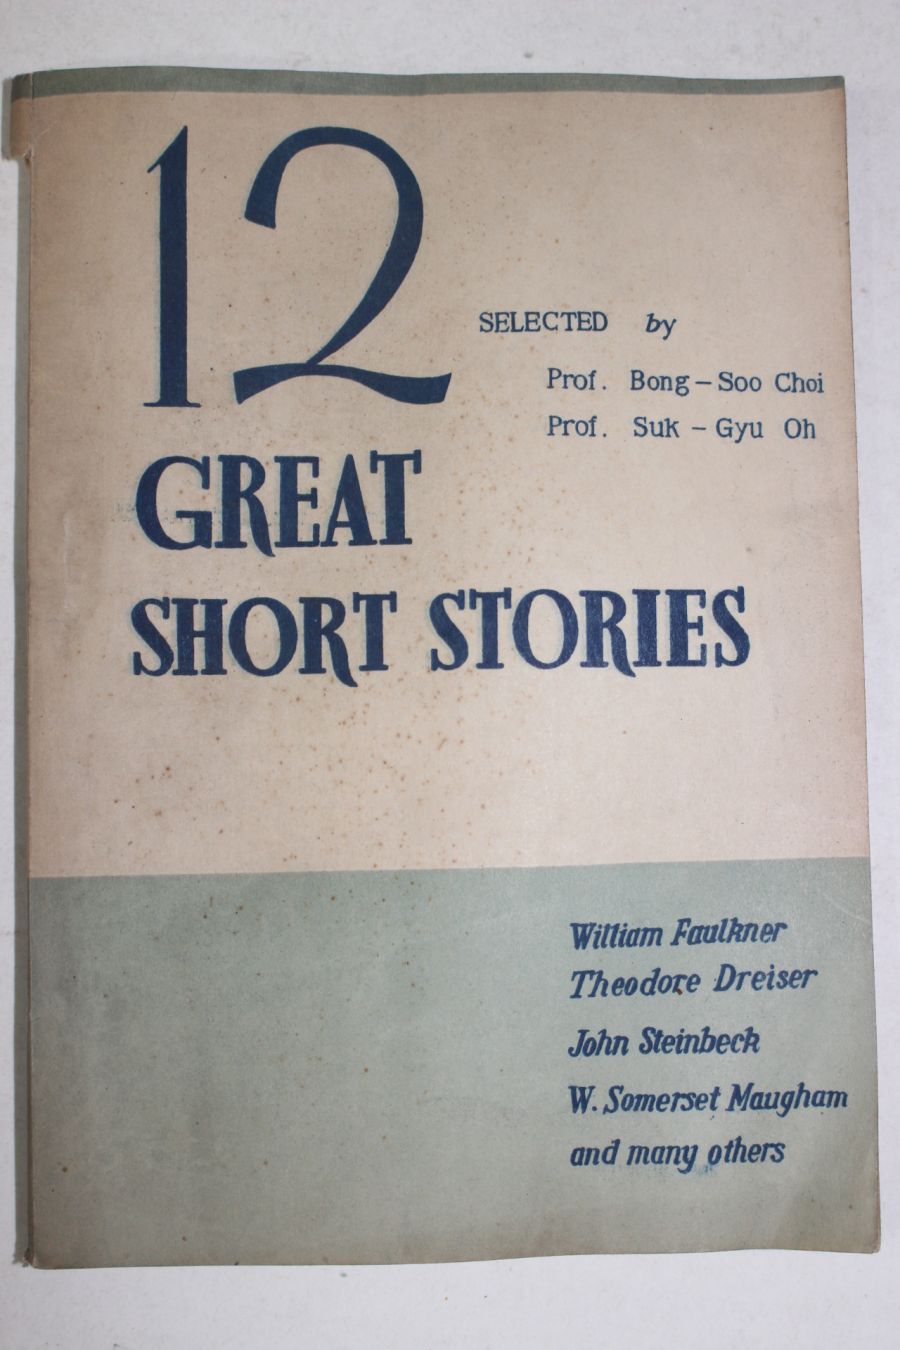 12
GREAT
SHORT STORIES
SELECTED by
Prof. Bong-Soo Choi
Prof. Suk-Gyu Oh
William Faulkner
Theodore Dreiser
John Steinbeck
W. Somerset Maugham
and many others